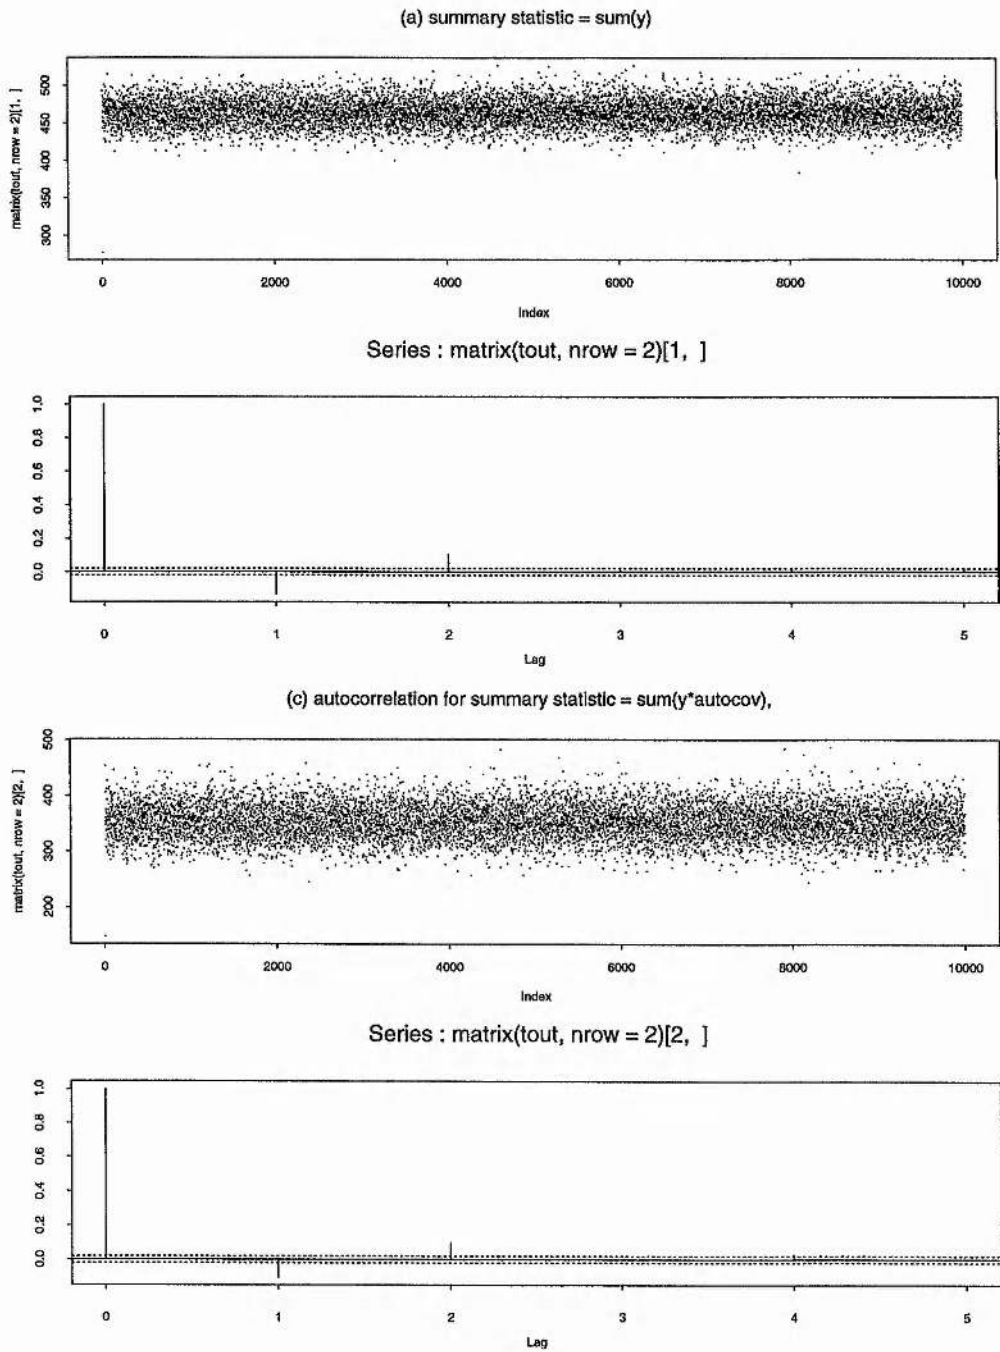 (a) summary statistic = sum(y)
matrix(tout, nrow = 2)[1, ]
500
450
400
350
300
0 2000 4000 6000 8000 10000
Index
Series : matrix(tout, nrow = 2)[1, ]
1.0
0.8
0.6
0.4
0.2
0.0
0 1 2 3 4 5
Lag
(c) autocorrelation for summary statistic = sum(y*autocov),
matrix(tout, nrow = 2)[2, ]
500
400
300
200
0 2000 4000 6000 8000 10000
Index
Series : matrix(tout, nrow = 2)[2, ]
1.0
0.8
0.6
0.4
0.2
0.0
0 1 2 3 4 5
Lag